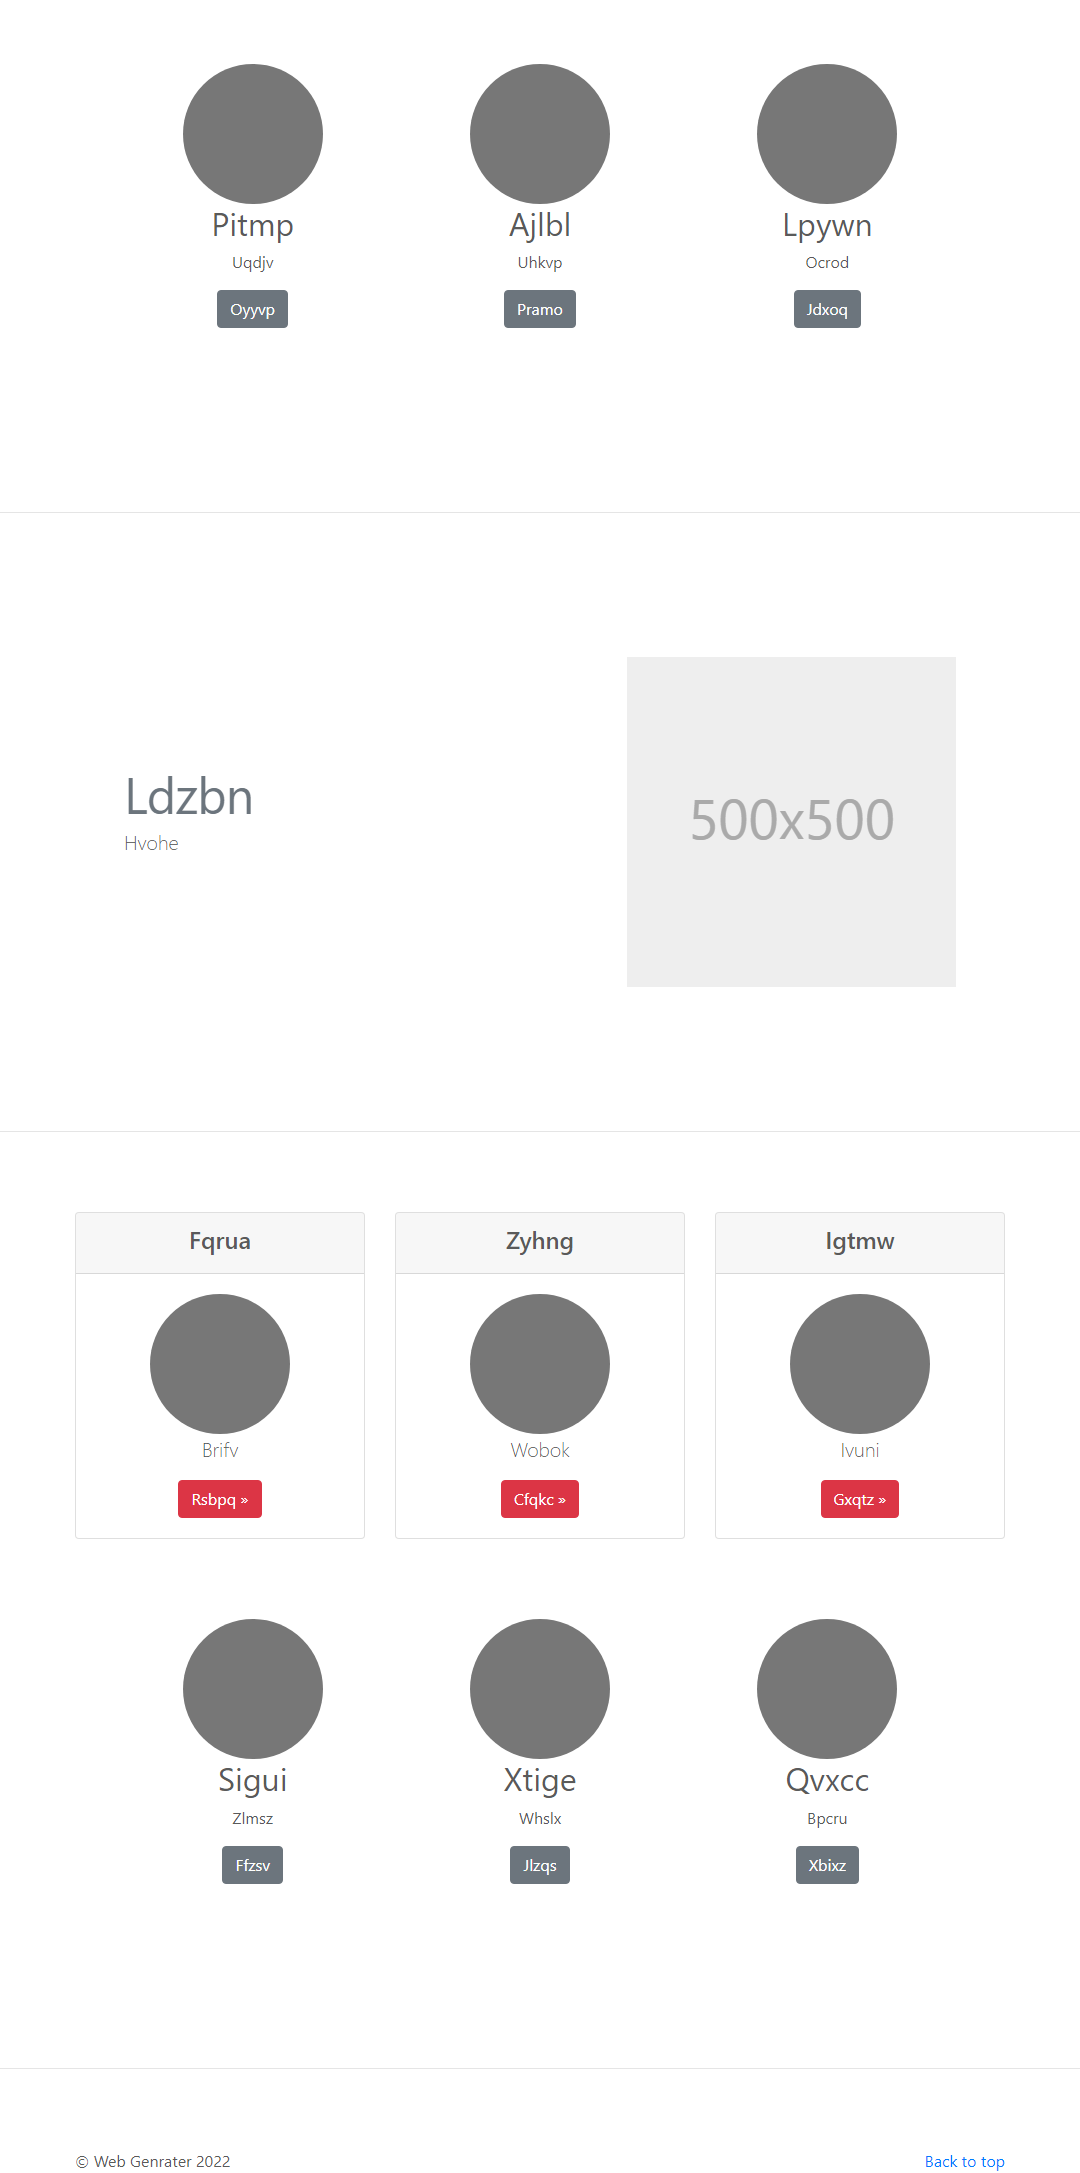 Pitmp
Uqdjv
Oyyvp
Ajlbl
Uhkvp
Pramo
Lpywn
Ocrod
Jdxoq
Ldzbn
Hvohe
500x500
Fqrua
Brifv
Rsbpq »
Zyhng
Wobok
Cfqkc »
Igtmw
Ivuni
Gxqtz »
Sigui
Zlmsz
Ffzsv
Xtige
Whslx
Jlzqs
Qvxcc
Bpcru
Xbixz
© Web Genrater 2022
Back to top